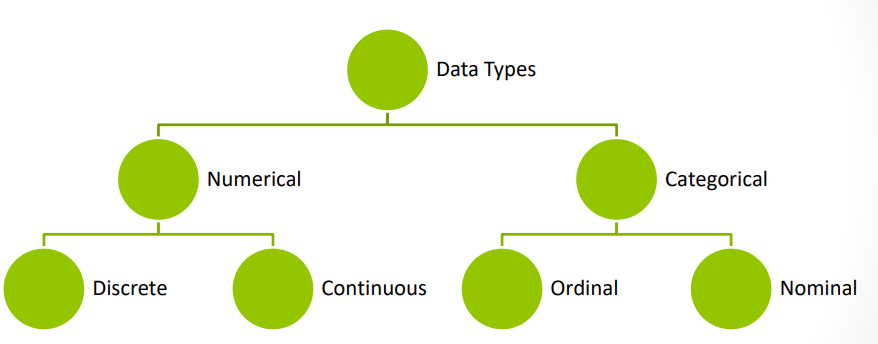 Data Types
Numerical
Categorical
Discrete
Continuous
Ordinal
Nominal